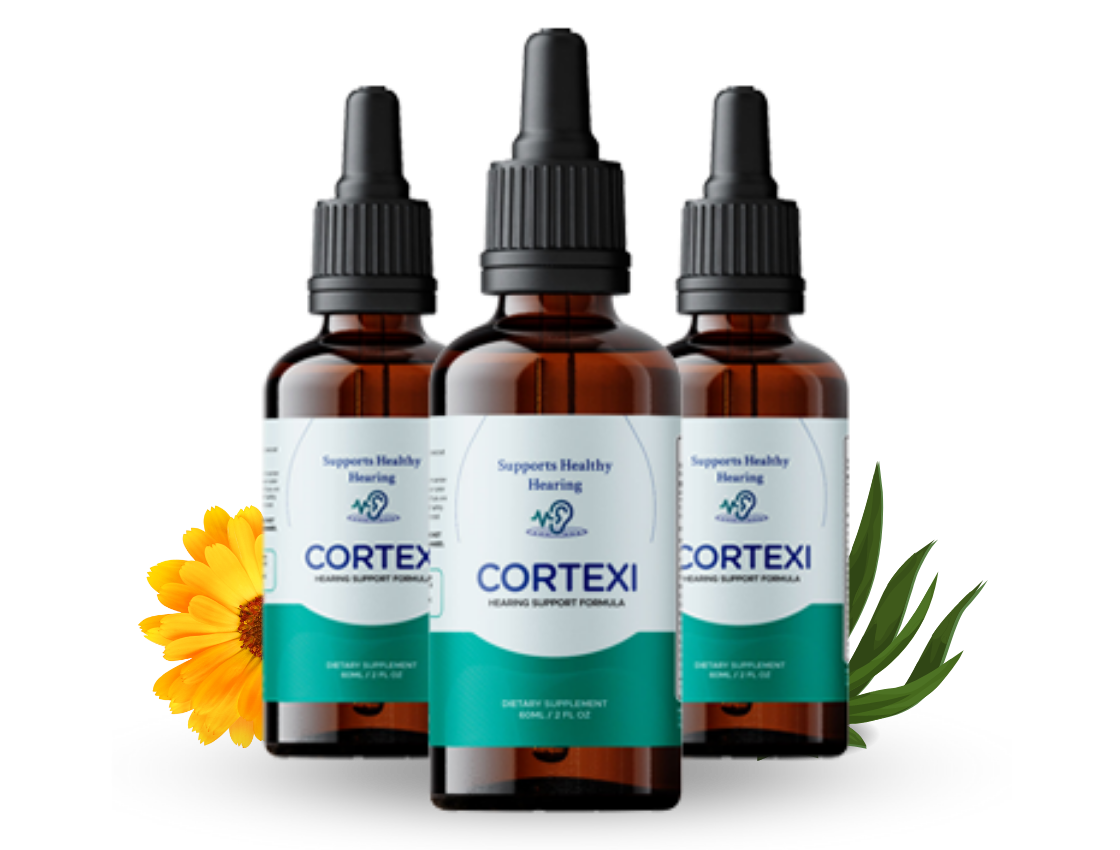 Supports Healthy
Hearing
CORTEX
HEARING SUPPORT FORMULA
DIETARY SUPPLEMENT
60ML / 2 FL OZ
Supports Healthy
Hearing
CORTEXI
HEARING SUPPORT FORMULA
DIETARY SUPPLEMENT
60ML / 2 FL OZ
Supports Healthy
Hearing
CORTEXI
HEARING SUPPORT FORMULA
DIETARY SUPPLEMENT
60ML / 2 FL OZ